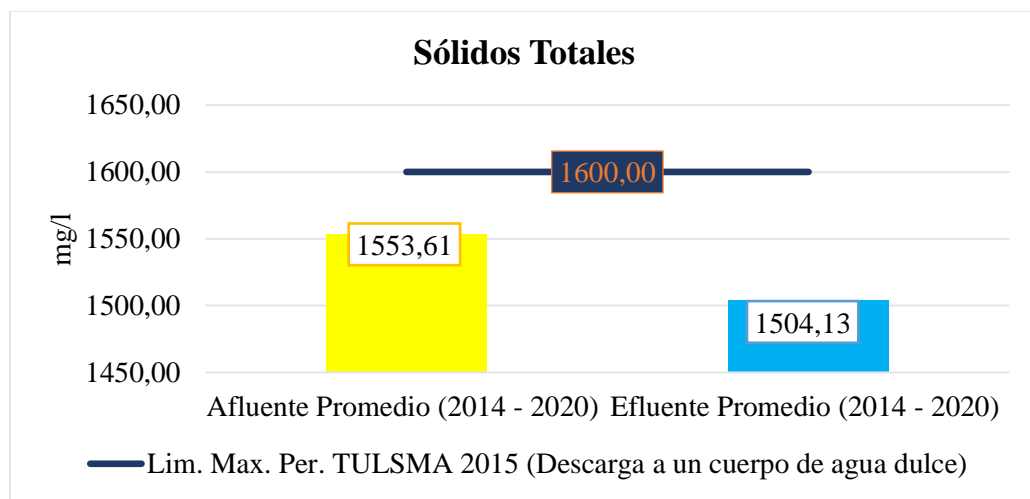 Sólidos Totales
1650,00
1600,00
1550,00
1500,00
1450,00
mg/l
1600,00
1553,61
1504,13
Afluente Promedio (2014 - 2020) Efluente Promedio (2014 - 2020)
Lim. Max. Per. TULSMA 2015 (Descarga a un cuerpo de agua dulce)